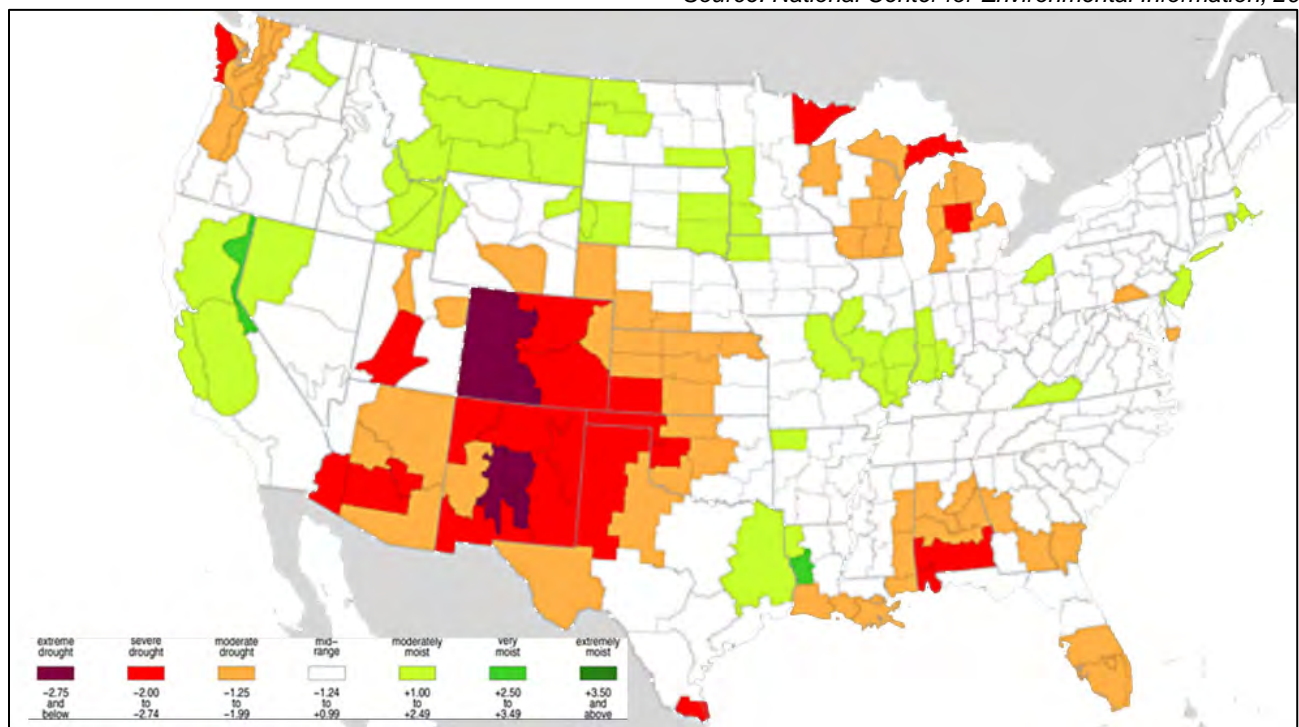 Source: National Center for Environmental Information, 20
extreme drought
severe drought
moderate drought
mid-range
moderately moist
very moist
extremely moist
−2.75 and below
−2.00 to −2.74
−1.25 to −1.99
−1.24 to +0.99
+1.00 to +2.49
+2.50 to +3.49
+3.50 and above